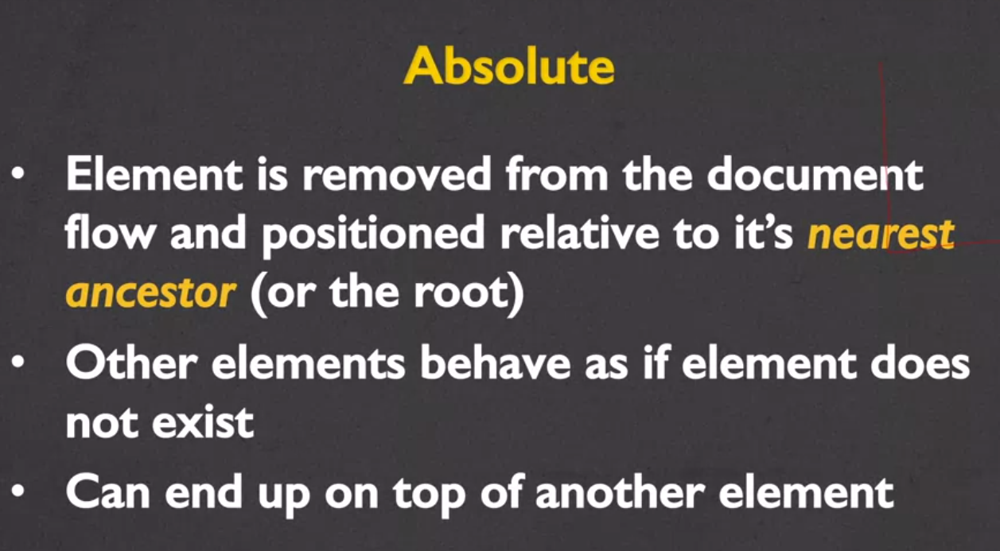 Absolute
• Element is removed from the document
flow and positioned relative to it’s nearest
ancestor (or the root)
• Other elements behave as if element does
not exist
• Can end up on top of another element